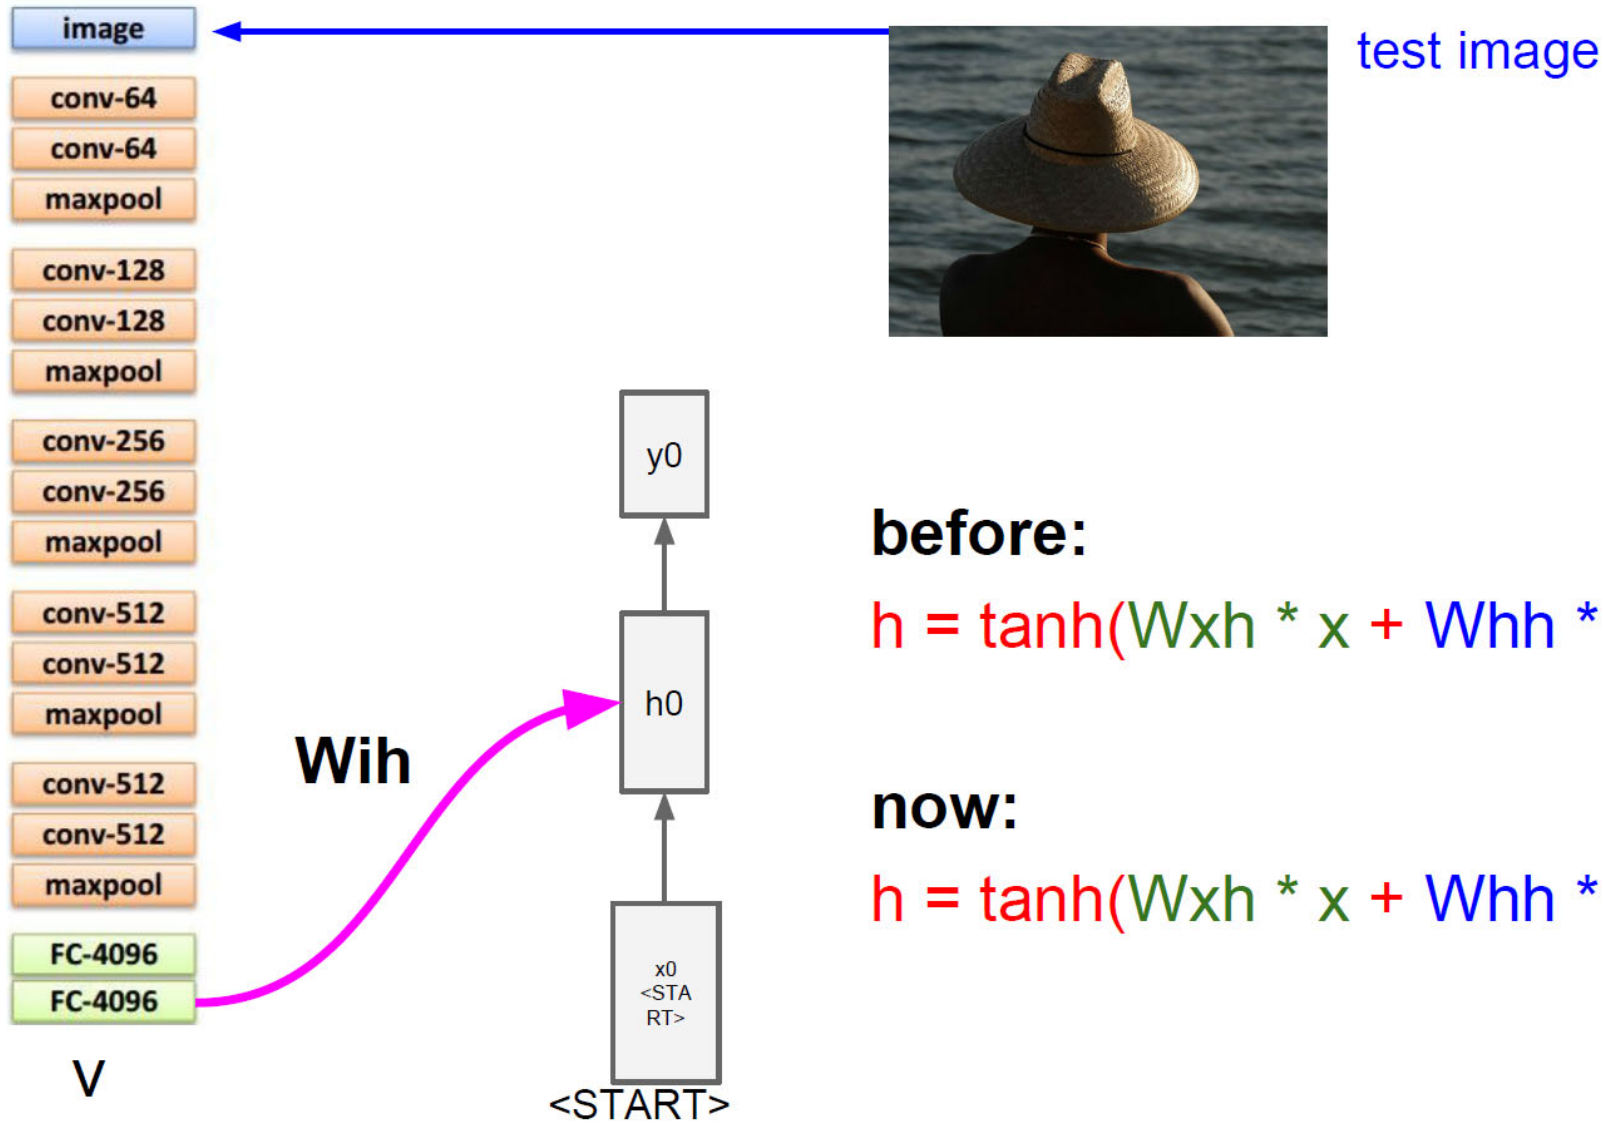 image
test image
conv-64
conv-64
maxpool
conv-128
conv-128
maxpool
conv-256
conv-256
maxpool
conv-512
conv-512
maxpool
conv-512
conv-512
maxpool
FC-4096
FC-4096
V
Wih
y0
h0
x0
<STA
RT>
<START>
before:
h = tanh(Wxh * x + Whh *
now:
h = tanh(Wxh * x + Whh *